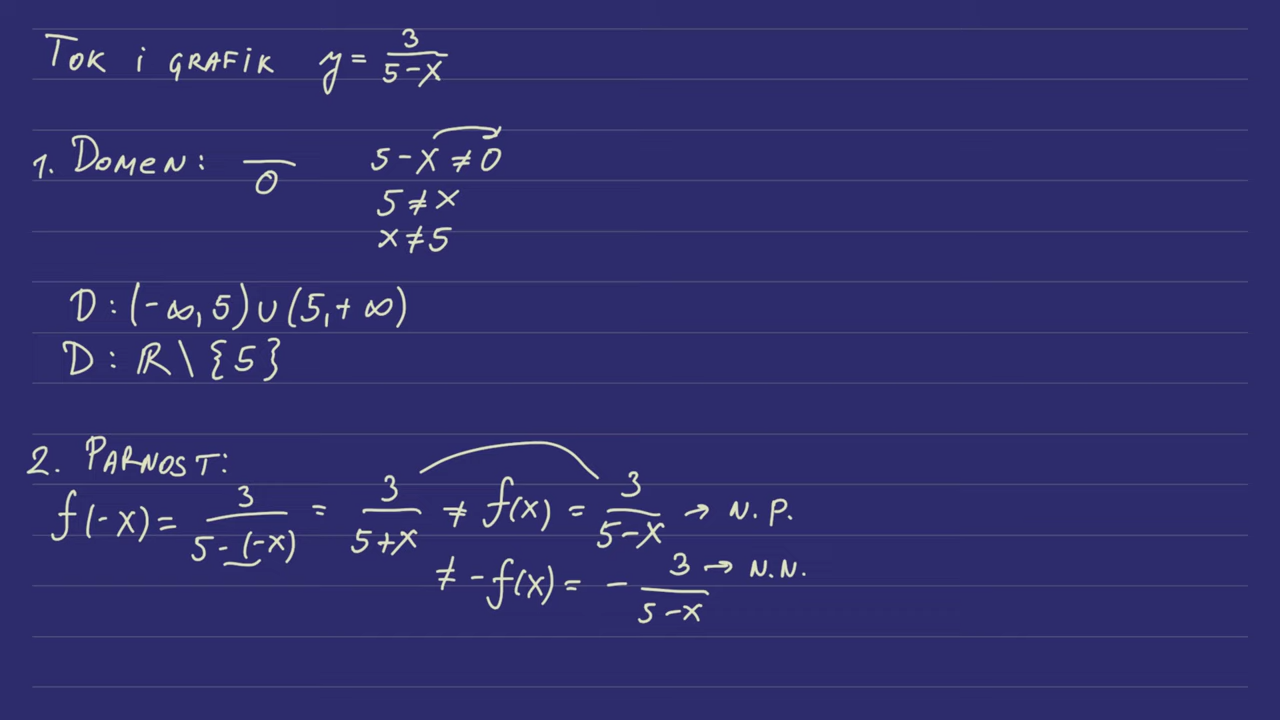 Tok i grafik y = 3/(5-x)
1. Domen: —/0 5-x ≠ 0
5 ≠ x
x ≠ 5
D: (-∞, 5) ∪ (5, +∞)
D: ℝ \ {5}
2. Parnost:
f(-x) = 3/(5-(-x)) = 3/(5+x) ≠ f(x) = 3/(5-x) → N.P.
≠ -f(x) = - 3/(5-x) → N.N.